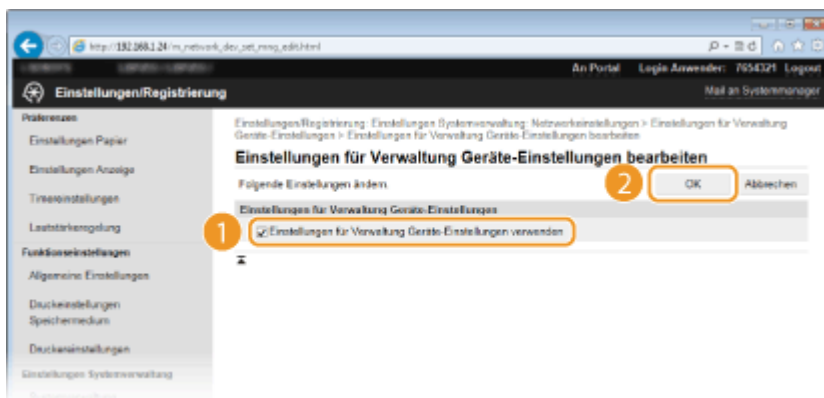 http://192.168.1.24/m_network_dev_set_mng_edit.html
An Portal Login Anwender: 7654321 Logout
Einstellungen/Registrierung
Mail an Systemmanager
Präferenzen
Einstellungen/Registrierung: Einstellungen Systemverwaltung: Netzwerkeinstellungen > Einstellungen für Verwaltung
Geräte-Einstellungen > Einstellungen für Verwaltung Geräte-Einstellungen bearbeiten
Einstellungen Papier
Einstellungen für Verwaltung Geräte-Einstellungen bearbeiten
Einstellungen Anzeige
Folgende Einstellungen ändern.
2
OK
Abbrechen
Timereinstellungen
Einstellungen für Verwaltung Geräte-Einstellungen
Lautstärkeregelung
1
Einstellungen für Verwaltung Geräte-Einstellungen verwenden
Funktionseinstellungen
Allgemeine Einstellungen
Druckeinstellungen
Speichermedium
Druckereinstellungen
Einstellungen Systemverwaltung